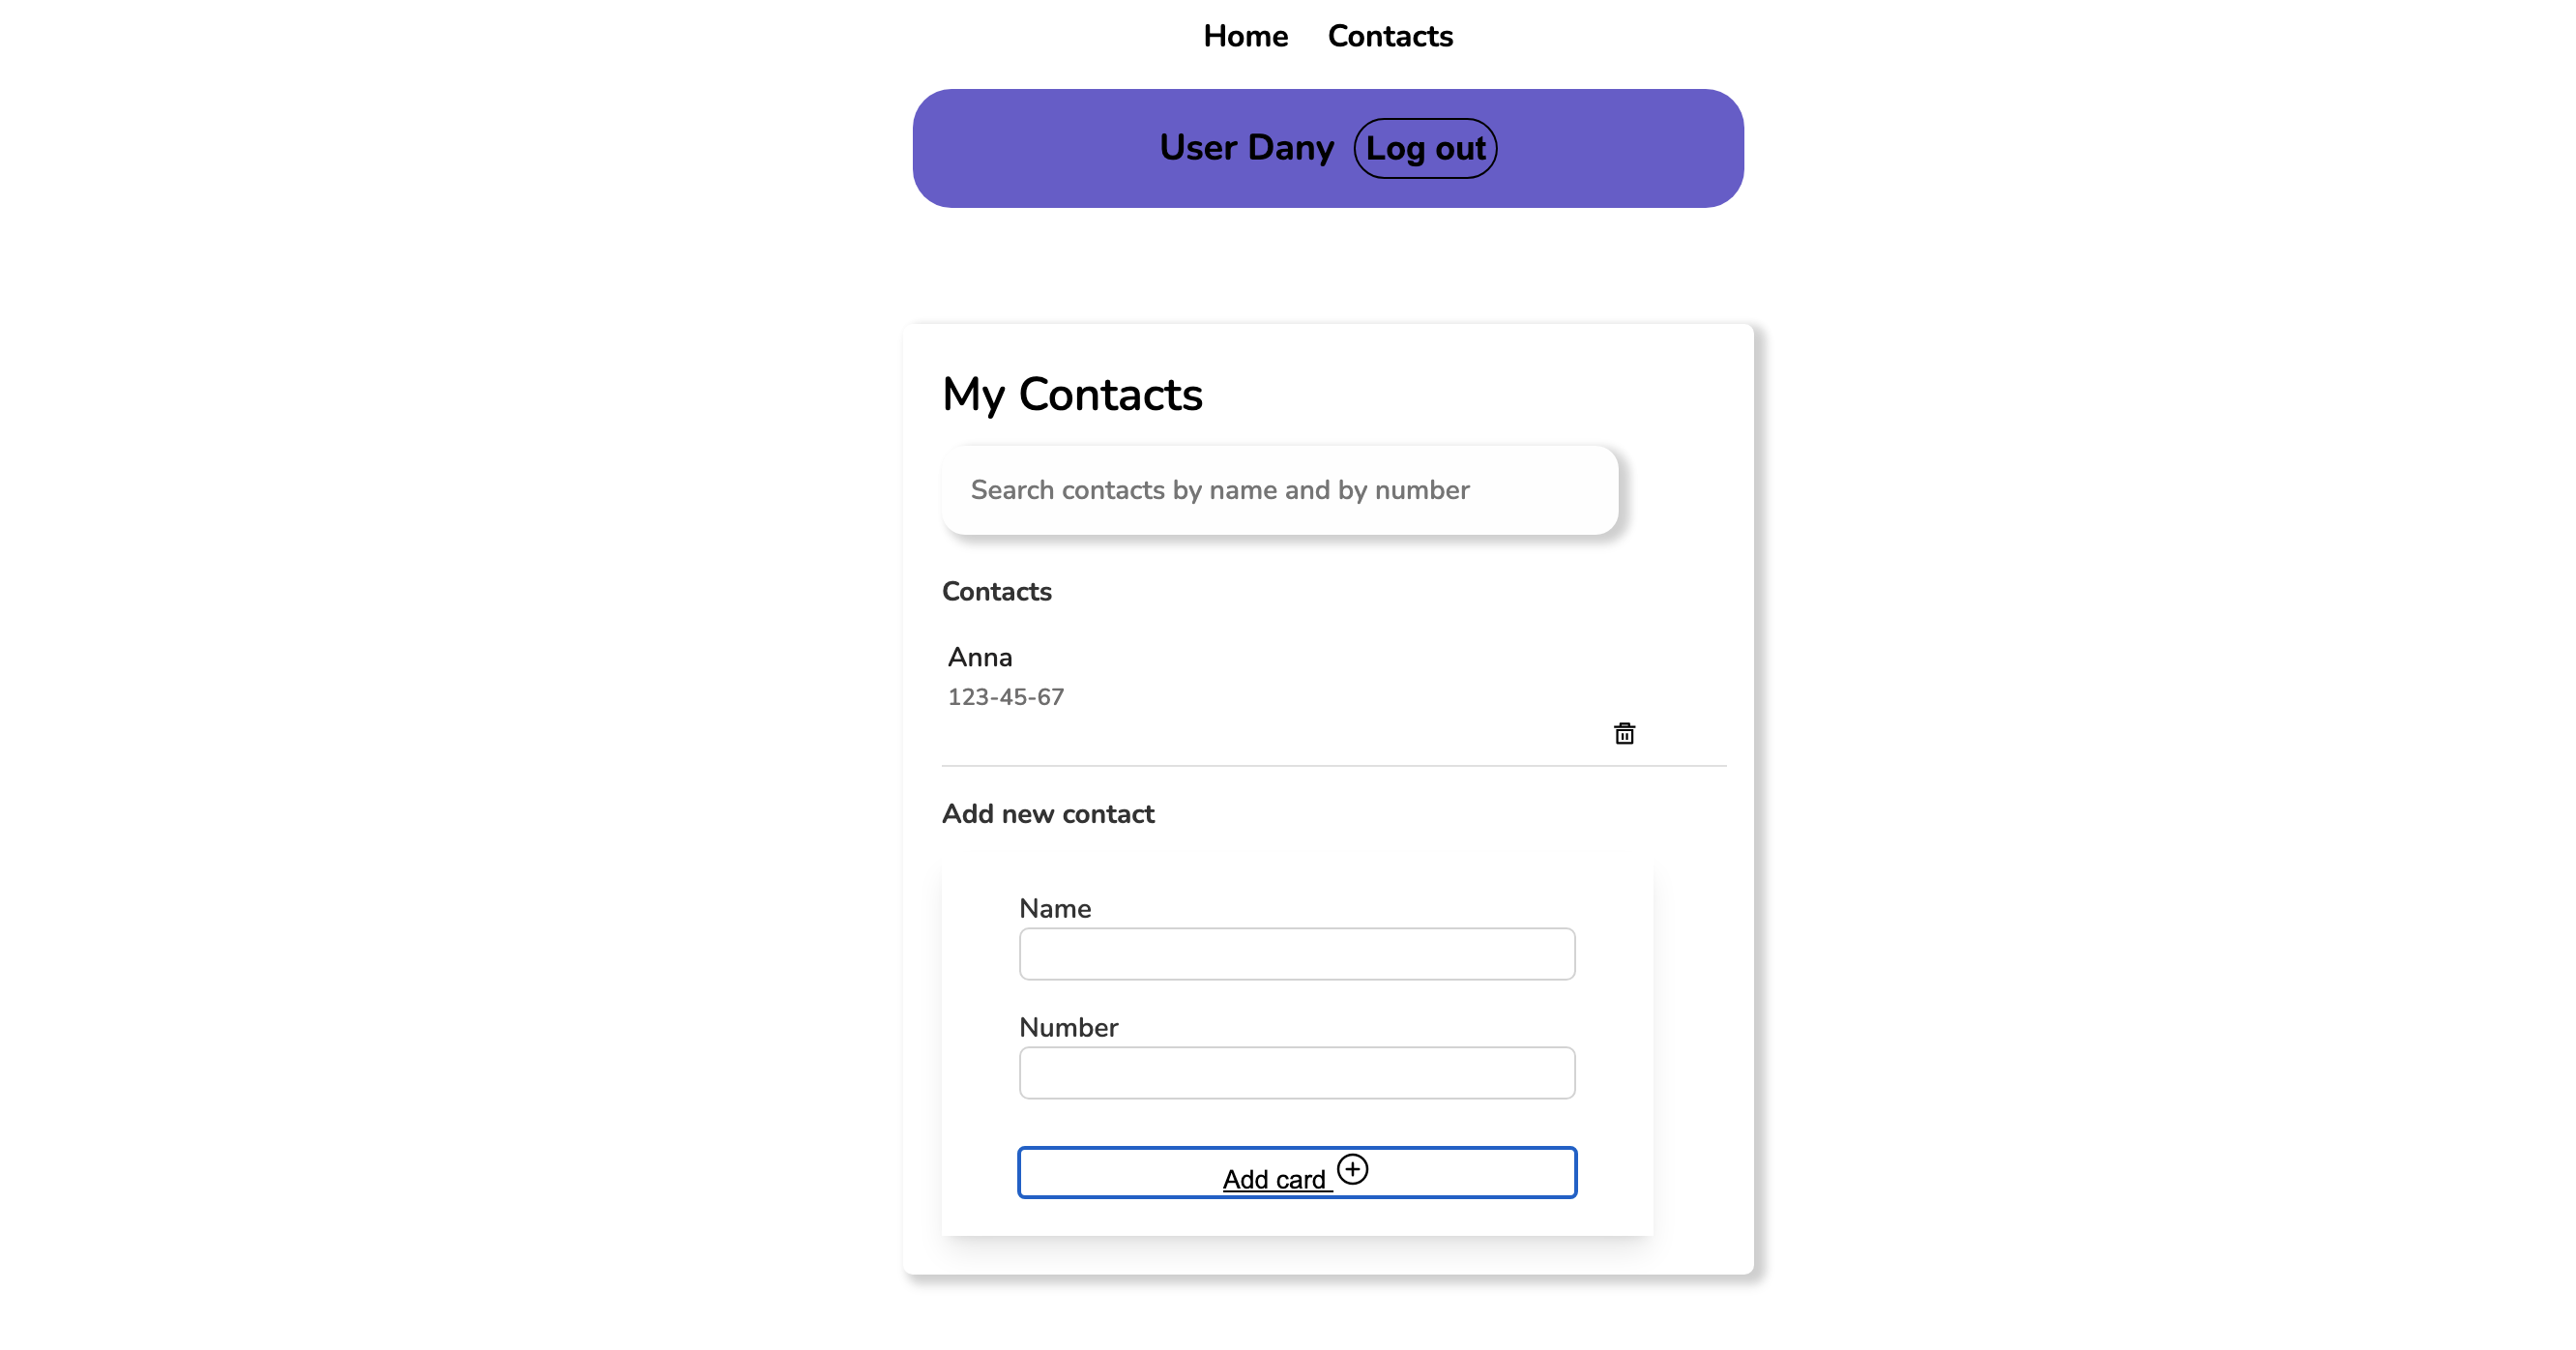 Home Contacts
User Dany Log out
My Contacts
Search contacts by name and by number
Contacts
Anna
123-45-67
Add new contact
Name
Number
Add card